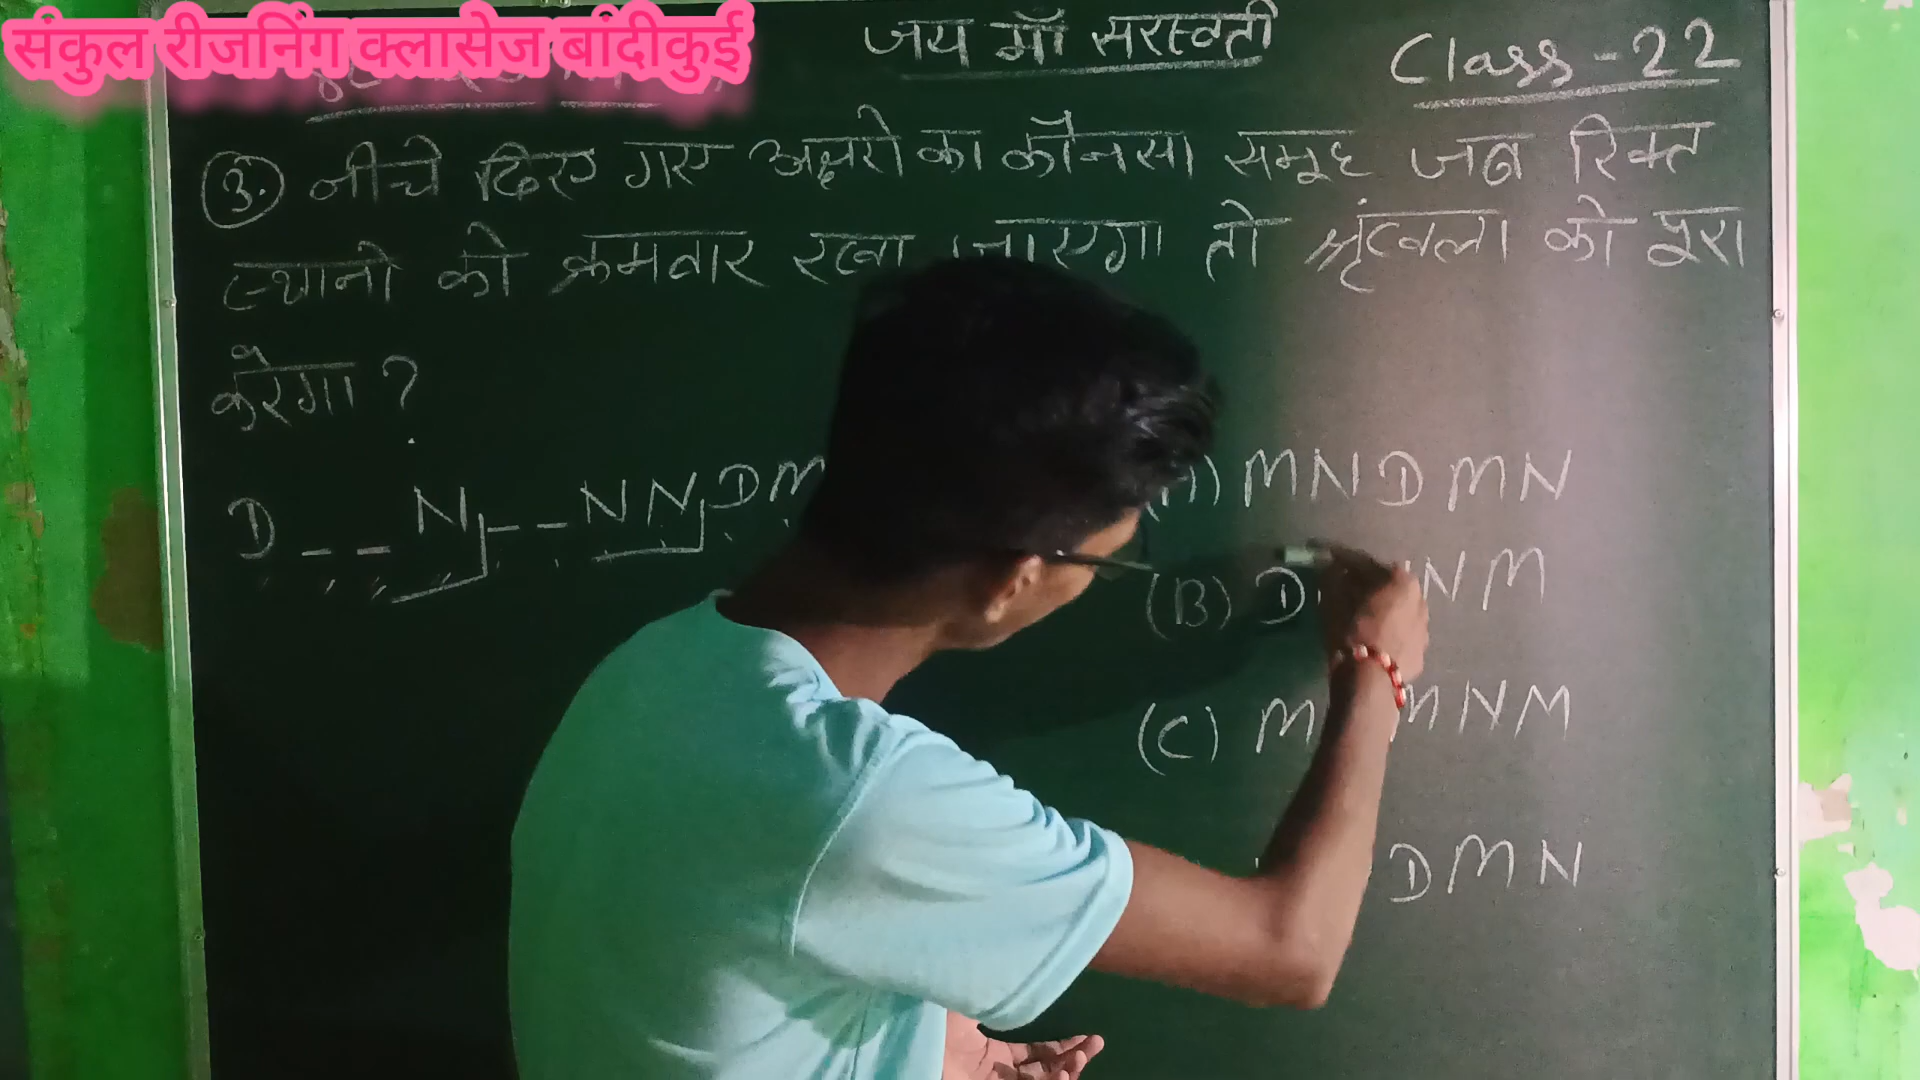 संकुल रीजनिंग क्लासेज बांदीकुई
जय माँ सरस्वती
Class-22
3. नीचे दिए गए अक्षरो का कौनसा समूह जब रिक्त
स्थानो को क्रमवार रखा जाएगा तो श्रृंखला को पूरा
करेगा ?
D _ _ N _ _ N N D M
MNDMN
(B) D NM
(C) M MNM
DMN